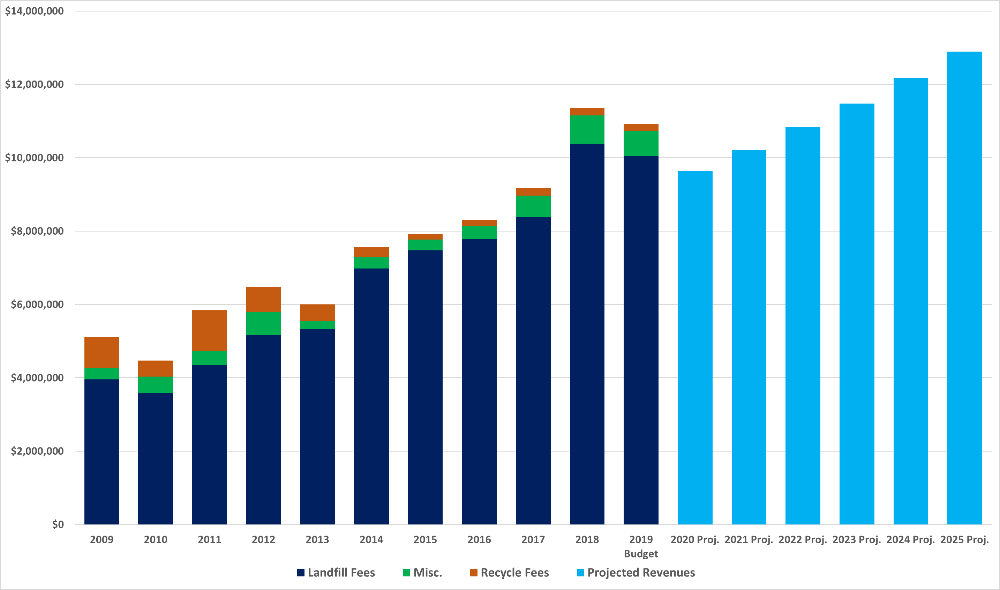 $14,000,000
$12,000,000
$10,000,000
$8,000,000
$6,000,000
$4,000,000
$2,000,000
$0
2009 2010 2011 2012 2013 2014 2015 2016 2017 2018 2019 2020 Proj. 2021 Proj. 2022 Proj. 2023 Proj. 2024 Proj. 2025 Proj.
Budget
Landfill Fees Misc. Recycle Fees Projected Revenues